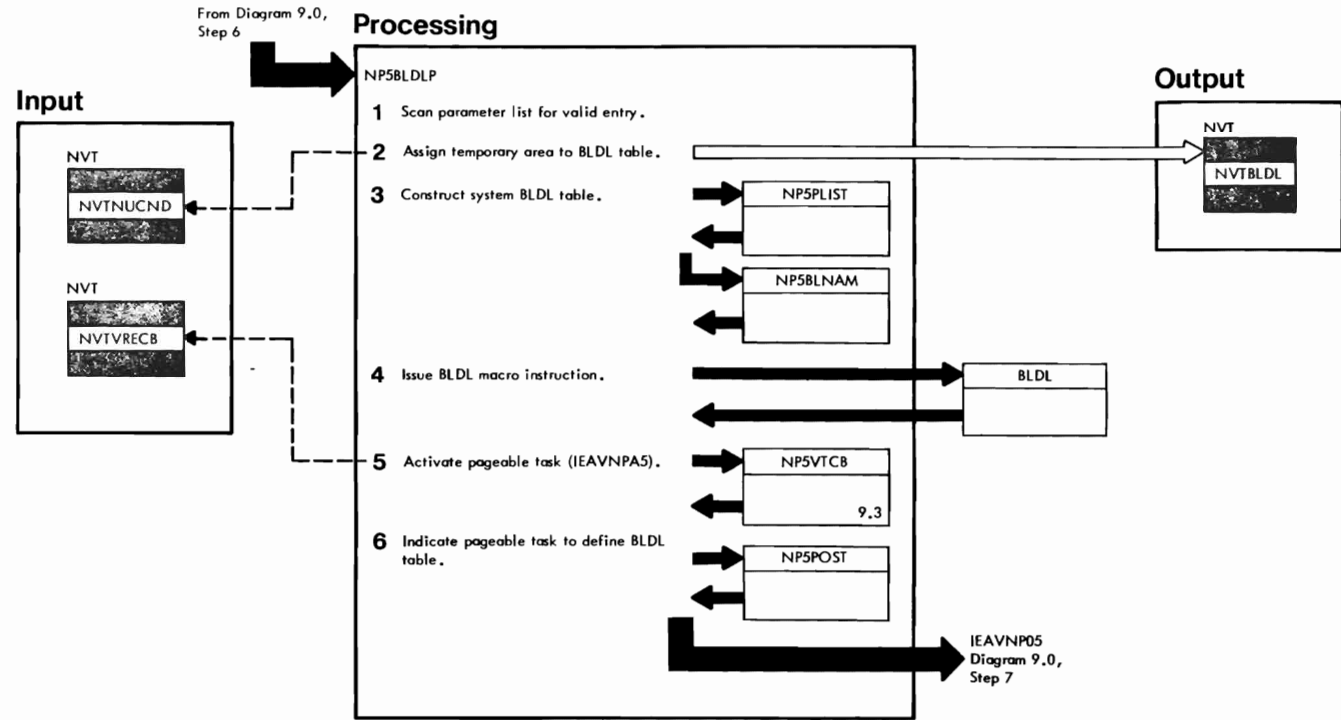 From Diagram 9.0,
Step 6
Processing
NP5BLDLP
Input
Output
1 Scan parameter list for valid entry.
NVT
NVTNUCND
2 Assign temporary area to BLDL table.
NVT
NVTBLDL
3 Construct system BLDL table.
NP5PLIST
NP5BLNAM
NVT
NVTVRECB
4 Issue BLDL macro instruction.
BLDL
5 Activate pageable task (IEAVNPA5).
NP5VTCB
9.3
6 Indicate pageable task to define BLDL
table.
NP5POST
IEAVNP05
Diagram 9.0,
Step 7